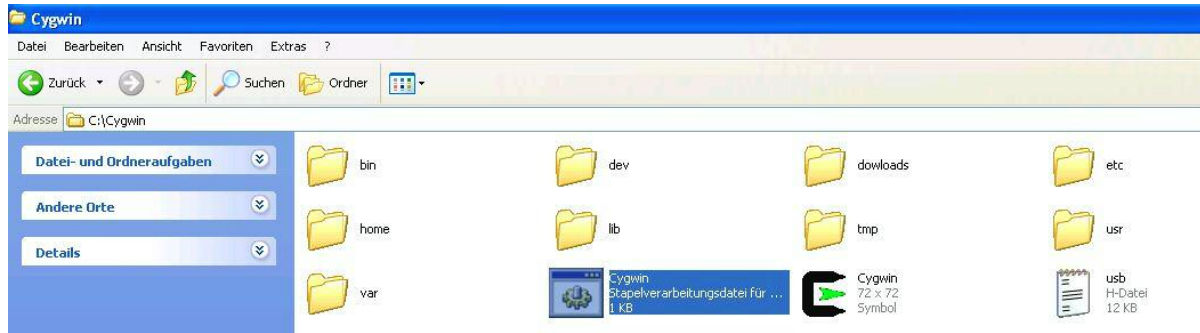 Cygwin
Datei Bearbeiten Ansicht Favoriten Extras ?
Zurück Suchen Ordner
Adresse C:\Cygwin
Datei- und Ordneraufgaben
Andere Orte
Details
bin dev dowloads etc
home lib tmp usr
var
Cygwin
Stapelverarbeitungsdatei für ...
1 KB
Cygwin
72 x 72
Symbol
usb
H-Datei
12 KB